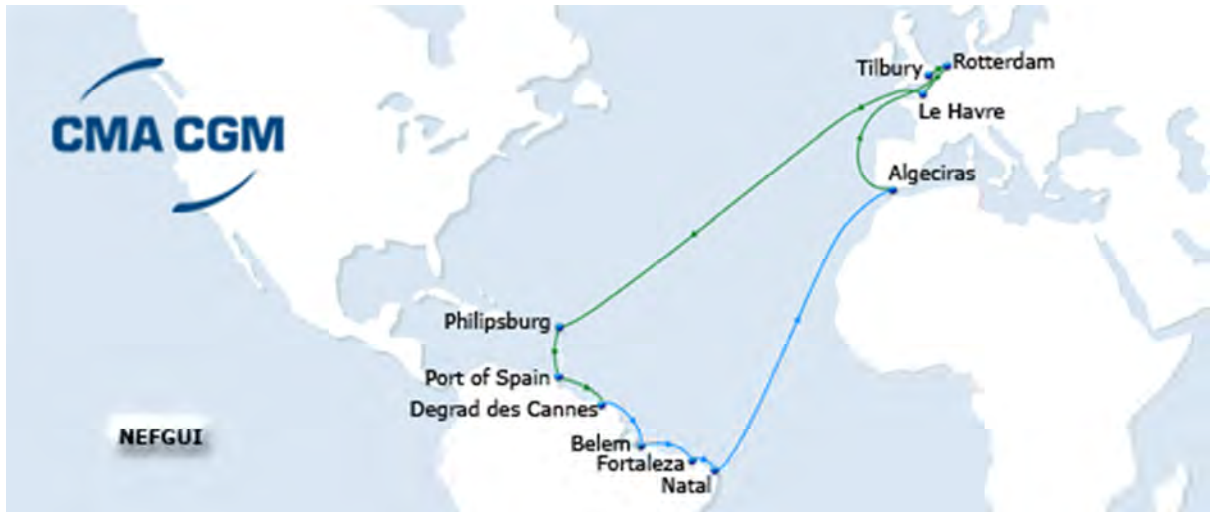 Tilbury
Rotterdam
Le Havre
CMA CGM
Algeciras
Philipsburg
Port of Spain
Degrad des Cannes
NEFGUI
Belem
Fortaleza
Natal